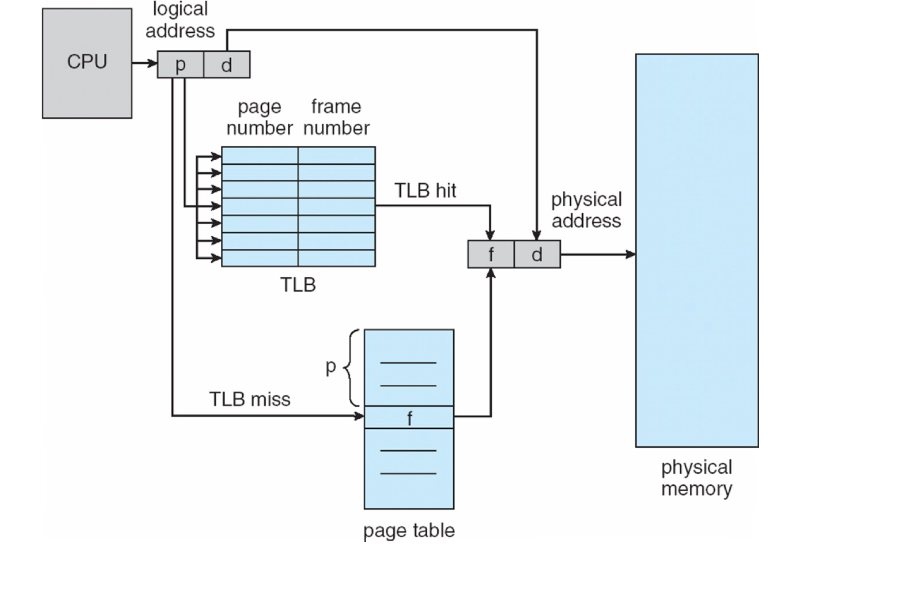 logical
address
CPU
p
d
page
number
frame
number
TLB hit
physical
address
f
d
TLB
p
TLB miss
f
physical
memory
page table